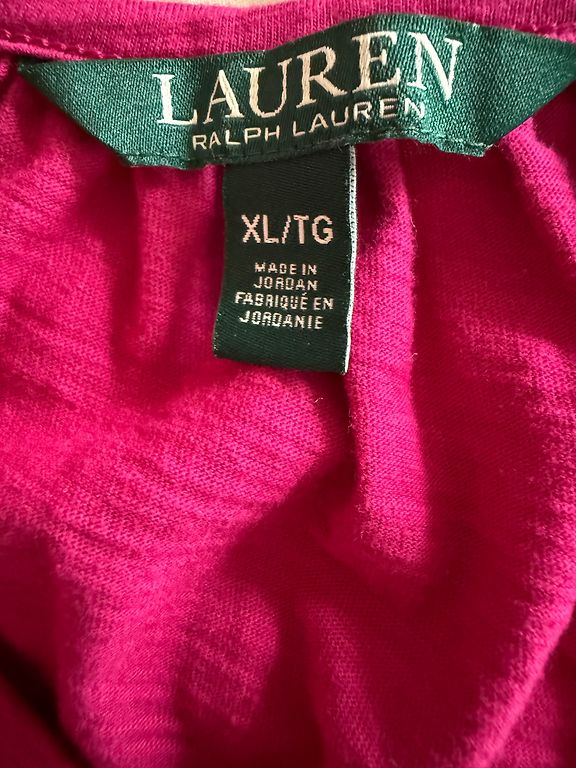 LAUREN
RALPH LAUREN
XL/TG
MADE IN
JORDAN
FABRIQUÉ EN
JORDANIE